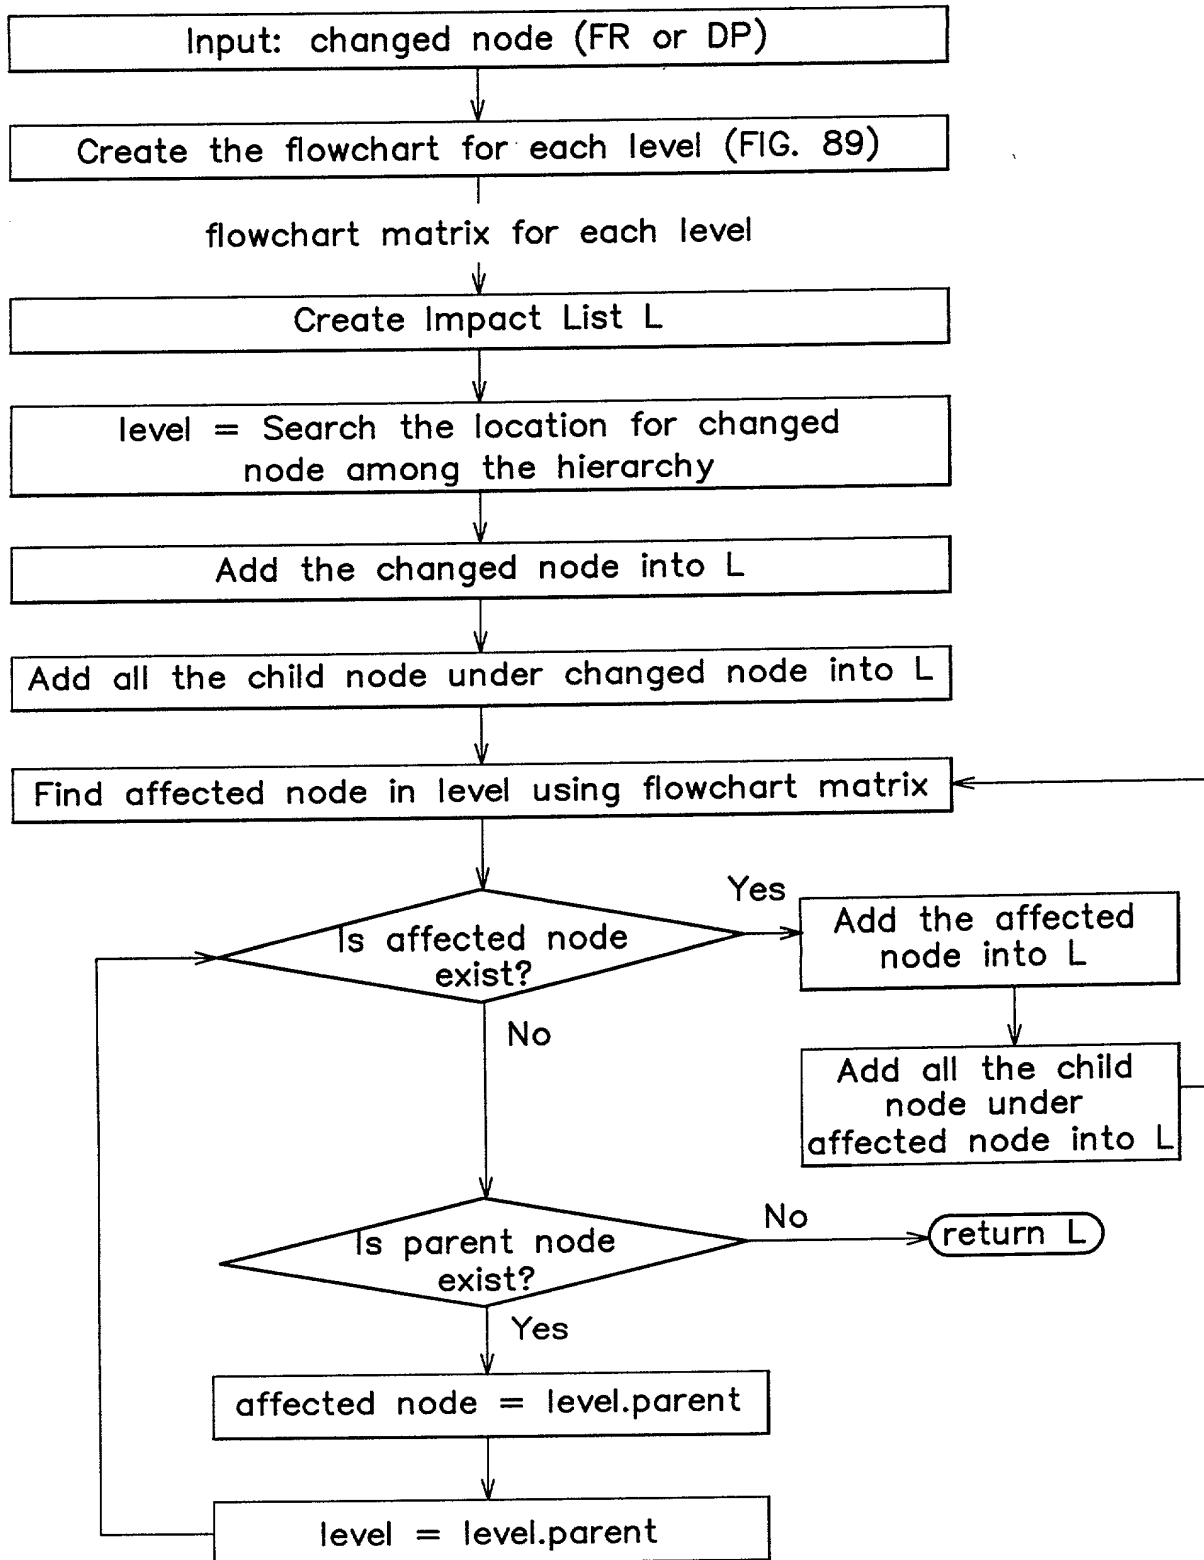 Input: changed node (FR or DP)
Create the flowchart for each level (FIG. 89)
flowchart matrix for each level
Create Impact List L
level = Search the location for changed
node among the hierarchy
Add the changed node into L
Add all the child node under changed node into L
Find affected node in level using flowchart matrix
Is affected node
exist?
Yes
Add the affected
node into L
No
Add all the child
node under
affected node into L
Is parent node
exist?
No
return L
Yes
affected node = level.parent
level = level.parent